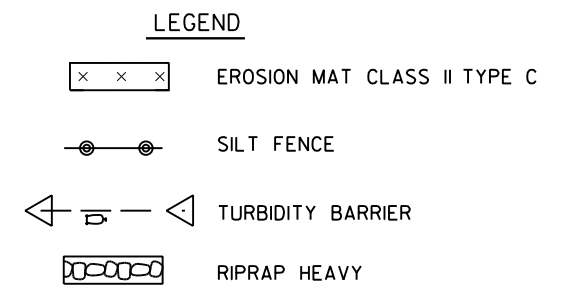 LEGEND
EROSION MAT CLASS II TYPE C
SILT FENCE
TURBIDITY BARRIER
RIPRAP HEAVY